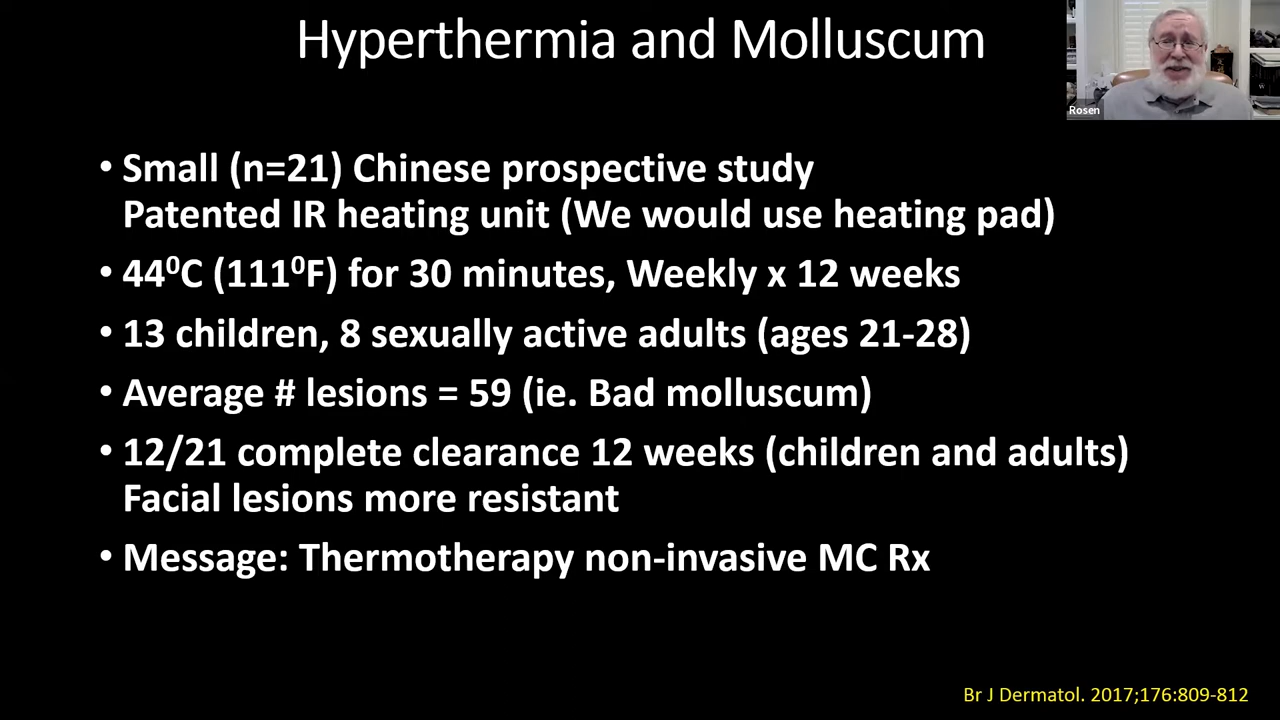 Hyperthermia and Molluscum
Rosen
• Small (n=21) Chinese prospective study
Patented IR heating unit (We would use heating pad)
• 44⁰C (111⁰F) for 30 minutes, Weekly x 12 weeks
• 13 children, 8 sexually active adults (ages 21-28)
• Average # lesions = 59 (ie. Bad molluscum)
• 12/21 complete clearance 12 weeks (children and adults)
Facial lesions more resistant
• Message: Thermotherapy non-invasive MC Rx
Br J Dermatol. 2017;176:809-812